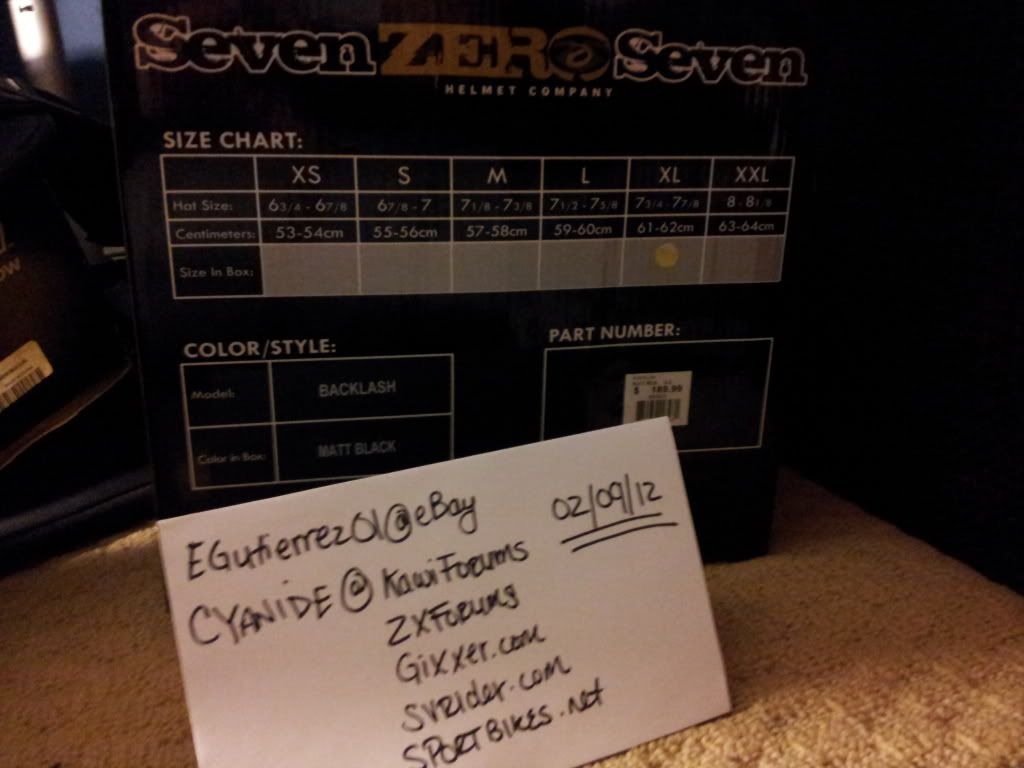 Seven ZERO Seven
HELMET COMPANY
SIZE CHART:
XS S M L XL XXL
Hat Size: 6 3/4 - 6 7/8 6 7/8 - 7 7 1/8 - 7 3/8 7 1/2 - 7 5/8 7 3/4 - 7 7/8 8 - 8 1/8
Centimeters: 53-54cm 55-56cm 57-58cm 59-60cm 61-62cm 63-64cm
Size In Box:
COLOR/STYLE:
Model: BACKLASH
Color in Box: MATT BLACK
PART NUMBER:
$ 189.99
EGutierrez01@eBay 02/09/12
CYANIDE @ KawiForums
ZXForums
Gixxer.com
SVRider.com
SPORTBIKES.net